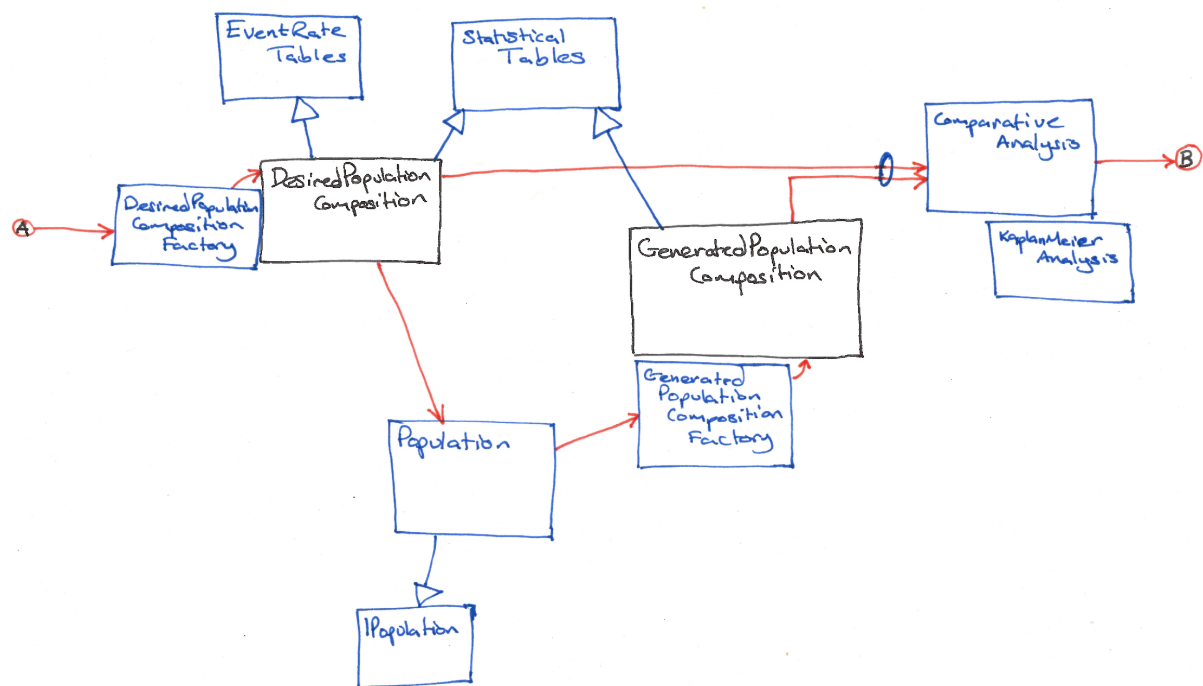 EventRate
Tables
Statistical
Tables
Comparative
Analysis
B
DesiredPopulation
Composition
DesiredPopulation
Composition
Factory
A
KaplanMeier
Analysis
GeneratedPopulation
Composition
Generated
Population
Composition
Factory
Population
IPopulation